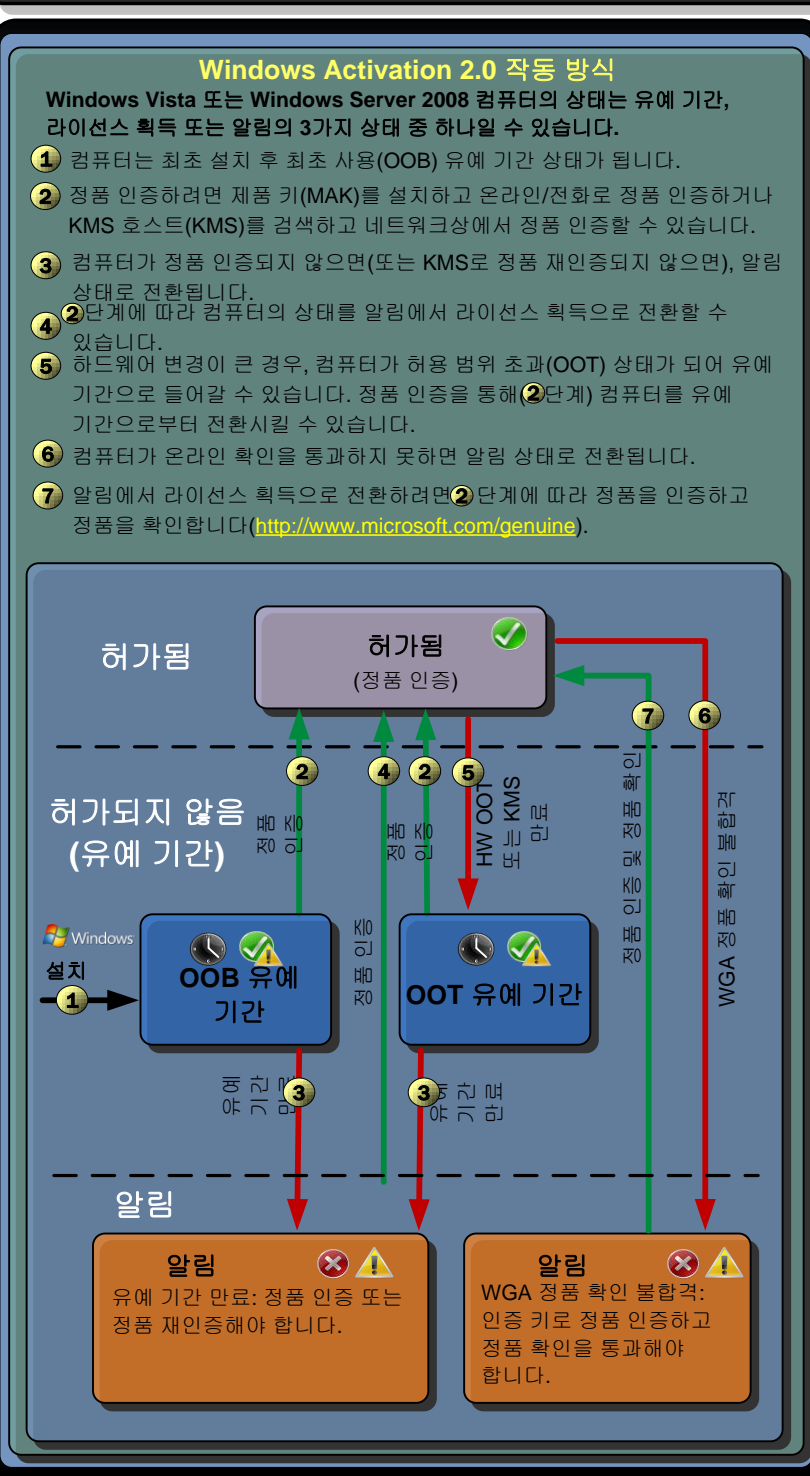 Windows Activation 2.0 작동 방식
Windows Vista 또는 Windows Server 2008 컴퓨터의 상태는 유예 기간,
라이선스 획득 또는 알림의 3가지 상태 중 하나일 수 있습니다.
1 컴퓨터는 최초 설치 후 최초 사용(OOB) 유예 기간 상태가 됩니다.
2 정품 인증하려면 제품 키(MAK)를 설치하고 온라인/전화로 정품 인증하거나
KMS 호스트(KMS)를 검색하고 네트워크상에서 정품 인증할 수 있습니다.
3 컴퓨터가 정품 인증되지 않으면(또는 KMS로 정품 재인증되지 않으면), 알림
상태로 전환됩니다.
4 2단계에 따라 컴퓨터의 상태를 알림에서 라이선스 획득으로 전환할 수
있습니다.
5 하드웨어 변경이 큰 경우, 컴퓨터가 허용 범위 초과(OOT) 상태가 되어 유예
기간으로 들어갈 수 있습니다. 정품 인증을 통해(2단계) 컴퓨터를 유예
기간으로부터 전환시킬 수 있습니다.
6 컴퓨터가 온라인 확인을 통과하지 못하면 알림 상태로 전환됩니다.
7 알림에서 라이선스 획득으로 전환하려면 2 단계에 따라 정품을 인증하고
정품을 확인합니다(http://www.microsoft.com/genuine).
허가됨
허가됨
(정품 인증)
7
6
2
4
2
5
허가되지 않음
(유예 기간)
정품
인증
정품
인증
HW OOT
또는 KMS
만료
정품 인증 및 정품 확인
WGA 정품 확인 불합격
정품 인증
Windows
설치
1
OOB 유예
기간
OOT 유예 기간
유예
기간
만료
3
3
유예
기간
만료
알림
알림
유예 기간 만료: 정품 인증 또는
정품 재인증해야 합니다.
알림
WGA 정품 확인 불합격:
인증 키로 정품 인증하고
정품 확인을 통과해야
합니다.